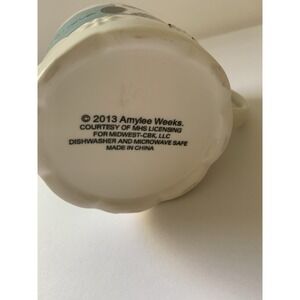 © 2013 Amylee Weeks.
COURTESY OF MHS LICENSING
FOR MIDWEST-CBK, LLC
DISHWASHER AND MICROWAVE SAFE
MADE IN CHINA